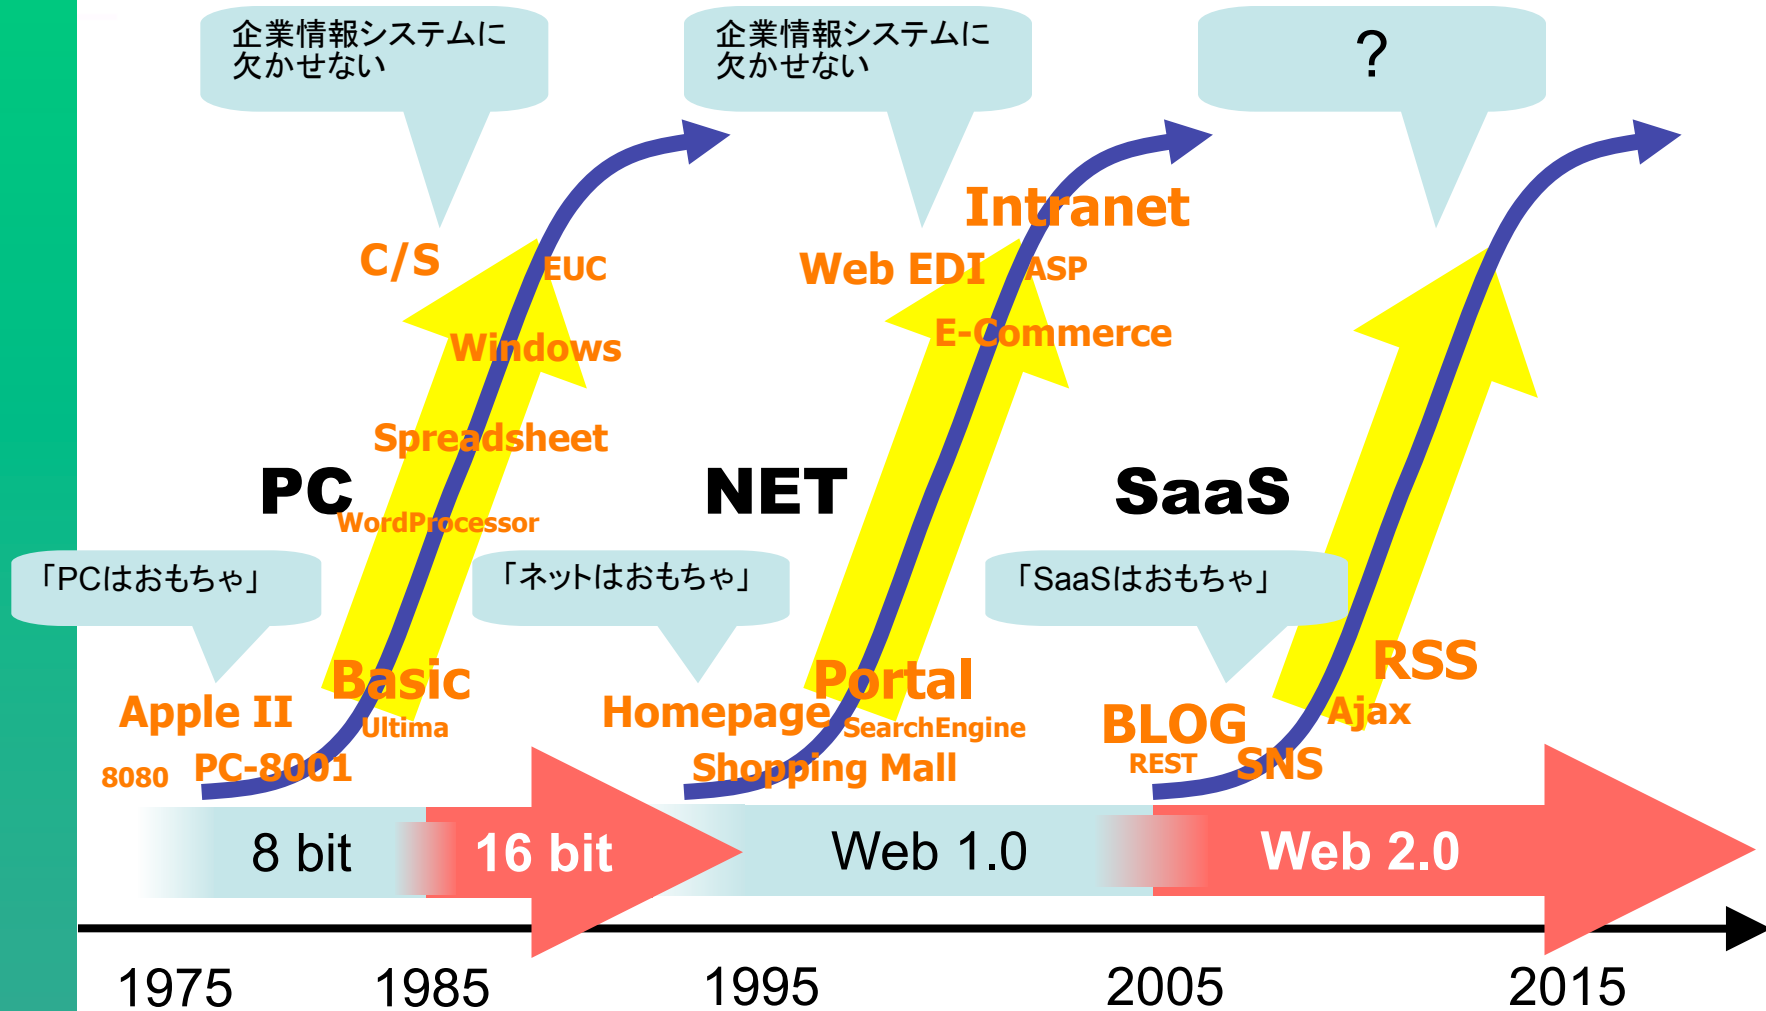 企業情報システムに
欠かせない
企業情報システムに
欠かせない
?
C/S
EUC
Windows
Spreadsheet
PC
WordProcessor
「PCはおもちゃ」
Basic
Apple II
Ultima
8080
PC-8001
Intranet
Web EDI
ASP
E-Commerce
NET
「ネットはおもちゃ」
Portal
Homepage
SearchEngine
Shopping Mall
SaaS
「SaaSはおもちゃ」
RSS
BLOG
Ajax
REST
SNS
8 bit
16 bit
Web 1.0
Web 2.0
1975
1985
1995
2005
2015